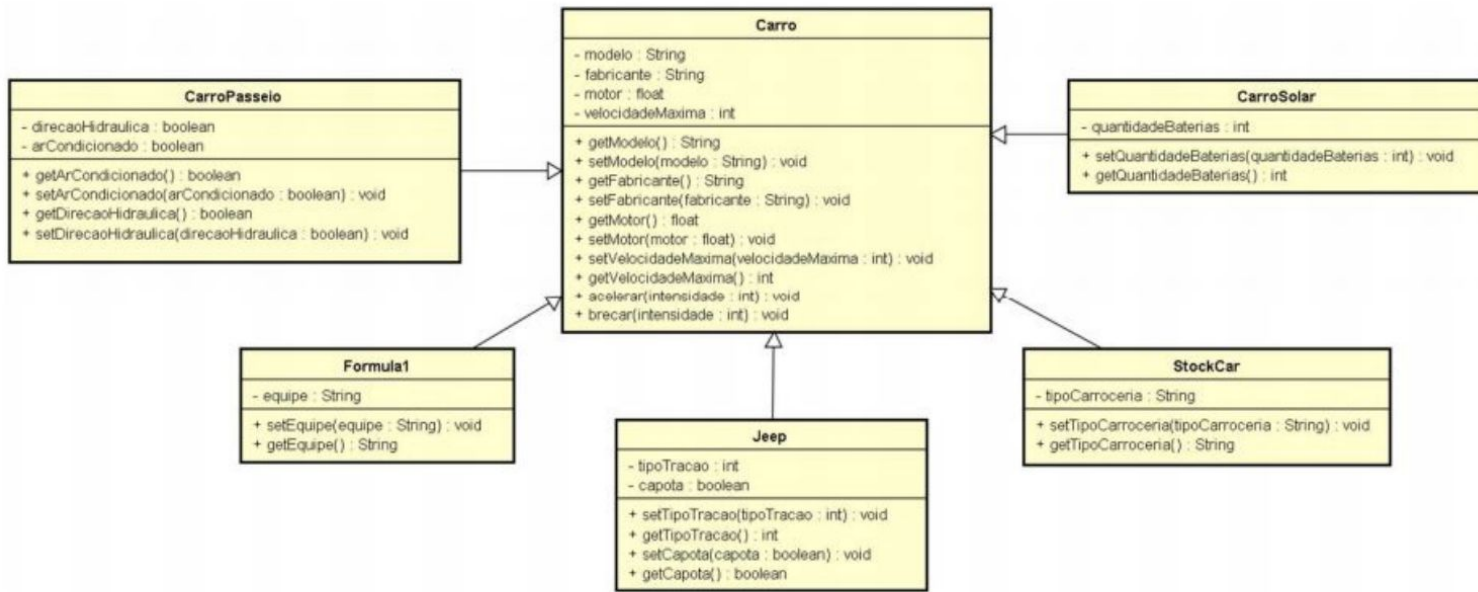 Carro
- modelo : String
- fabricante : String
- motor : float
- velocidadeMaxima : int
+ getModelo() : String
+ setModelo(modelo : String) : void
+ getFabricante() : String
+ setFabricante(fabricante : String) : void
+ getMotor() : float
+ setMotor(motor : float) : void
+ setVelocidadeMaxima(velocidadeMaxima : int) : void
+ getVelocidadeMaxima() : int
+ acelerar(intensidade : int) : void
+ brecar(intensidade : int) : void
CarroPasseio
- direcaoHidraulica : boolean
- arCondicionado : boolean
+ getArCondicionado() : boolean
+ setArCondicionado(arCondicionado : boolean) : void
+ getDirecaoHidraulica() : boolean
+ setDirecaoHidraulica(direcaoHidraulica : boolean) : void
CarroSolar
- quantidadeBaterias : int
+ setQuantidadeBaterias(quantidadeBaterias : int) : void
+ getQuantidadeBaterias() : int
Formula1
- equipe : String
+ setEquipe(equipe : String) : void
+ getEquipe() : String
Jeep
- tipoTracao : int
- capota : boolean
+ setTipoTracao(tipoTracao : int) : void
+ getTipoTracao() : int
+ setCapota(capota : boolean) : void
+ getCapota() : boolean
StockCar
- tipoCarroceria : String
+ setTipoCarroceria(tipoCarroceria : String) : void
+ getTipoCarroceria() : String